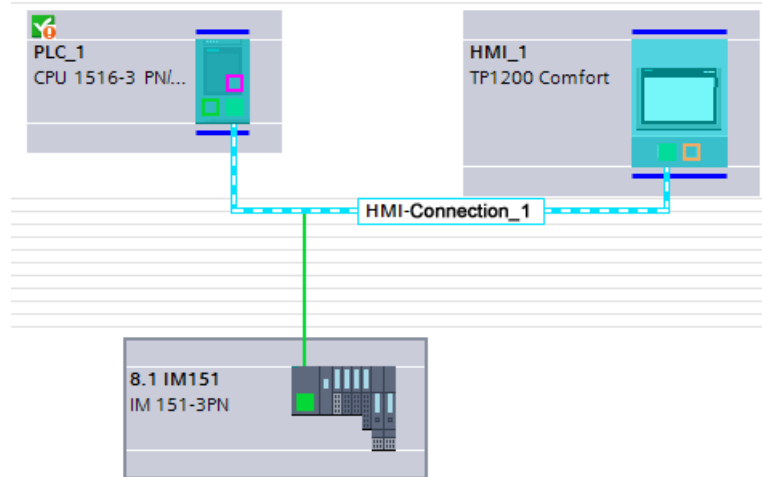 PLC_1
CPU 1516-3 PN/...
HMI_1
TP1200 Comfort
HMI-Connection_1
8.1 IM151
IM 151-3PN